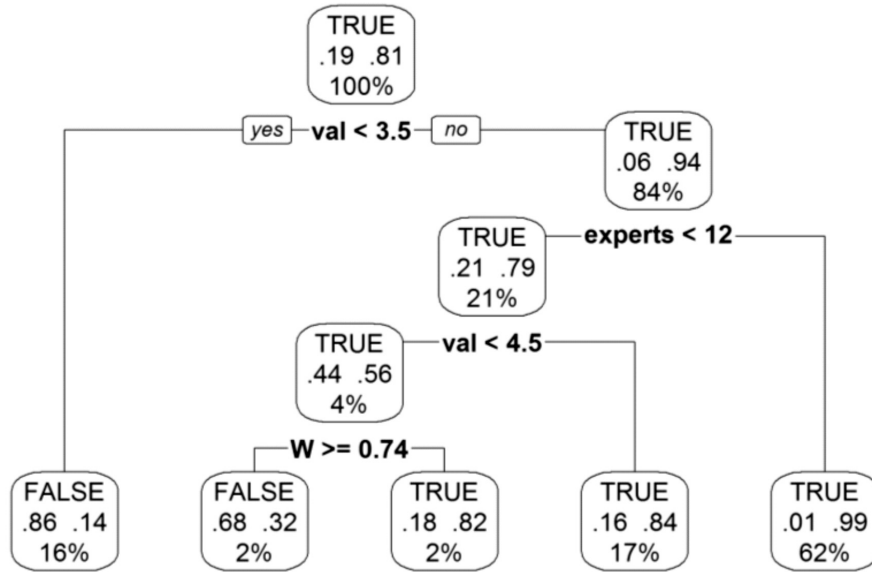 TRUE
.19 .81
100%
yes val < 3.5 no
TRUE
.06 .94
84%
experts < 12
TRUE
.21 .79
21%
val < 4.5
TRUE
.44 .56
4%
W >= 0.74
FALSE
.86 .14
16%
FALSE
.68 .32
2%
TRUE
.18 .82
2%
TRUE
.16 .84
17%
TRUE
.01 .99
62%